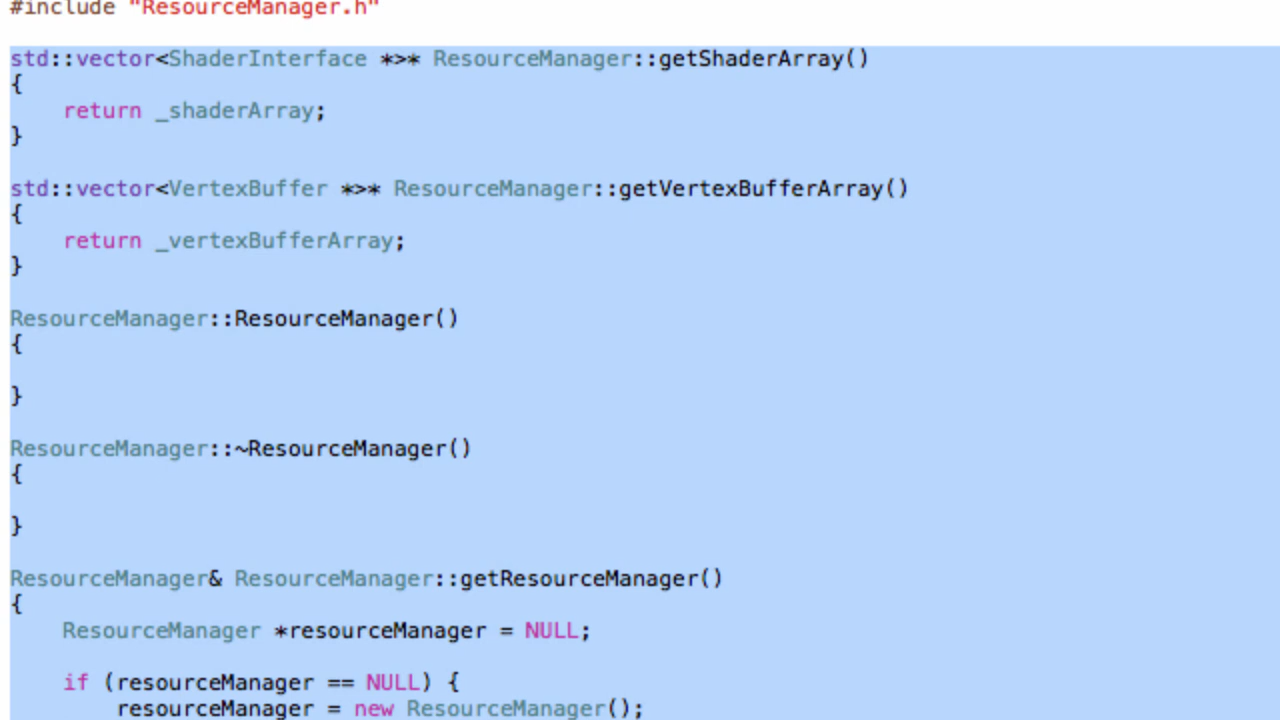 #include "ResourceManager.h"
std::vector<ShaderInterface *>* ResourceManager::getShaderArray()
{
return _shaderArray;
}
std::vector<VertexBuffer *>* ResourceManager::getVertexBufferArray()
{
return _vertexBufferArray;
}
ResourceManager::ResourceManager()
{
}
ResourceManager::~ResourceManager()
{
}
ResourceManager& ResourceManager::getResourceManager()
{
ResourceManager *resourceManager = NULL;
if (resourceManager == NULL) {
resourceManager = new ResourceManager();